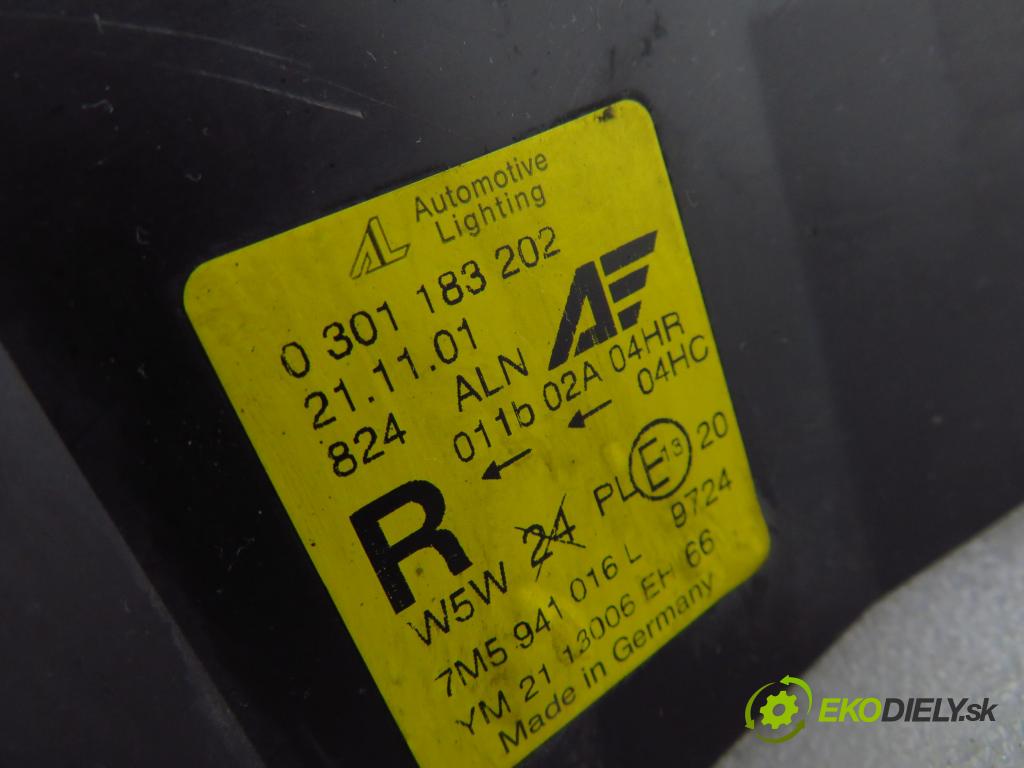 AL Automotive
Lighting
0 301 183 202
21.11.01
824 ALN AE
011b 02A 04HR
04HC
R
W5W 24 PL E13 20
9724
7M5 941 016 L
YM 21 13006 EH 66
Made in Germany
EKODIELY.sk